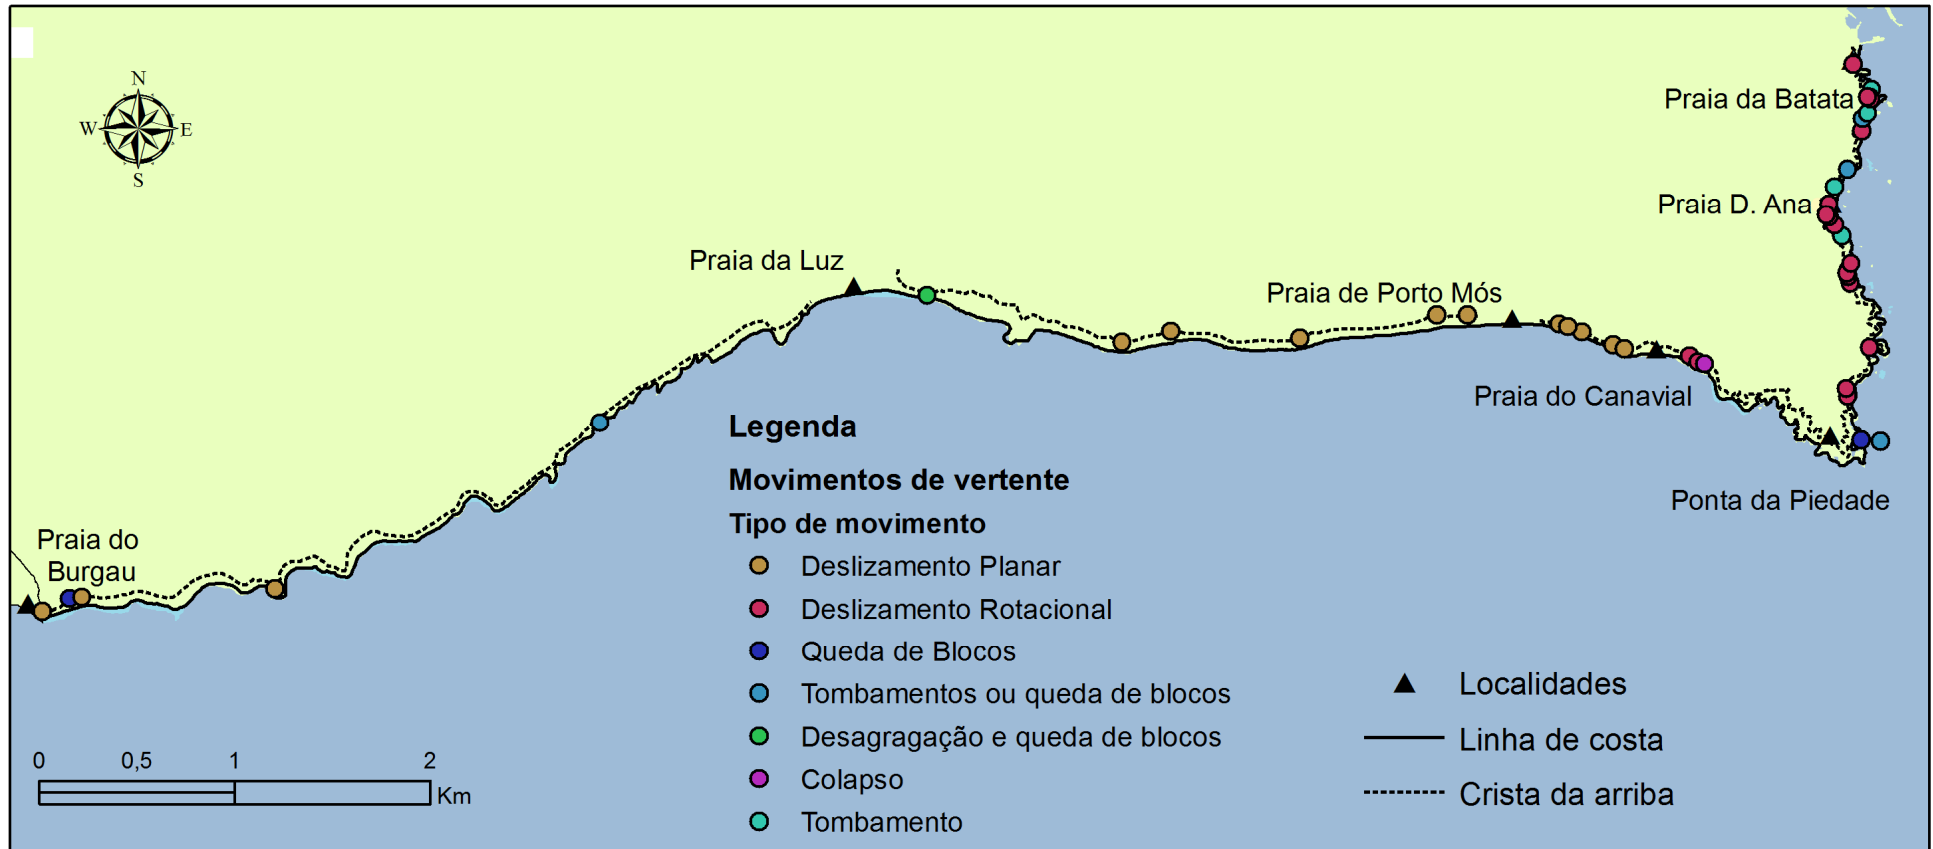 N
W E
S
Praia da Batata
Praia D. Ana
Praia da Luz
Praia de Porto Mós
Praia do Canavial
Ponta da Piedade
Praia do
Burgau
Legenda
Movimentos de vertente
Tipo de movimento
Deslizamento Planar
Deslizamento Rotacional
Queda de Blocos
Tombamentos ou queda de blocos
Desagragação e queda de blocos
Colapso
Tombamento
Localidades
Linha de costa
Crista da arriba
0 0,5 1 2
Km